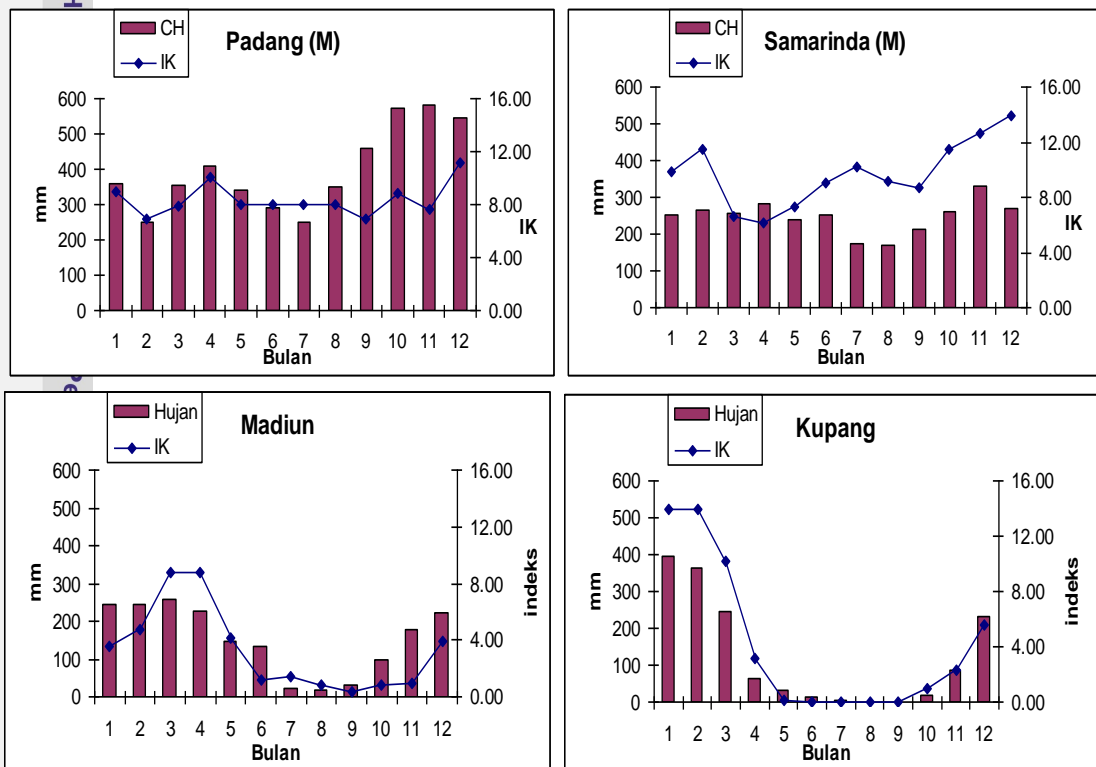 CH
IK
Padang (M)
600
500
400
300
200
100
0
mm
16.00
12.00
8.00
4.00
0.00
IK
1 2 3 4 5 6 7 8 9 10 11 12
Bulan
CH
IK
Samarinda (M)
600
500
400
300
200
100
0
mm
16.00
12.00
8.00
4.00
0.00
IK
1 2 3 4 5 6 7 8 9 10 11 12
Bulan
Hujan
IK
Madiun
600
500
400
300
200
100
0
mm
16.00
12.00
8.00
4.00
0.00
indeks
1 2 3 4 5 6 7 8 9 10 11 12
Bulan
Hujan
IK
Kupang
600
500
400
300
200
100
0
mm
16.00
12.00
8.00
4.00
0.00
indeks
1 2 3 4 5 6 7 8 9 10 11 12
Bulan